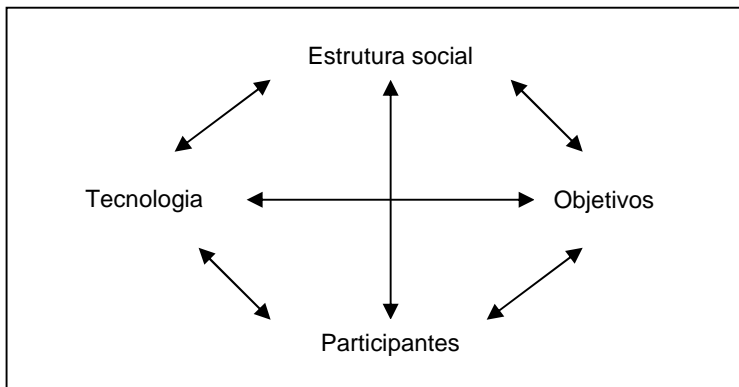 Estrutura social
Tecnologia
Objetivos
Participantes